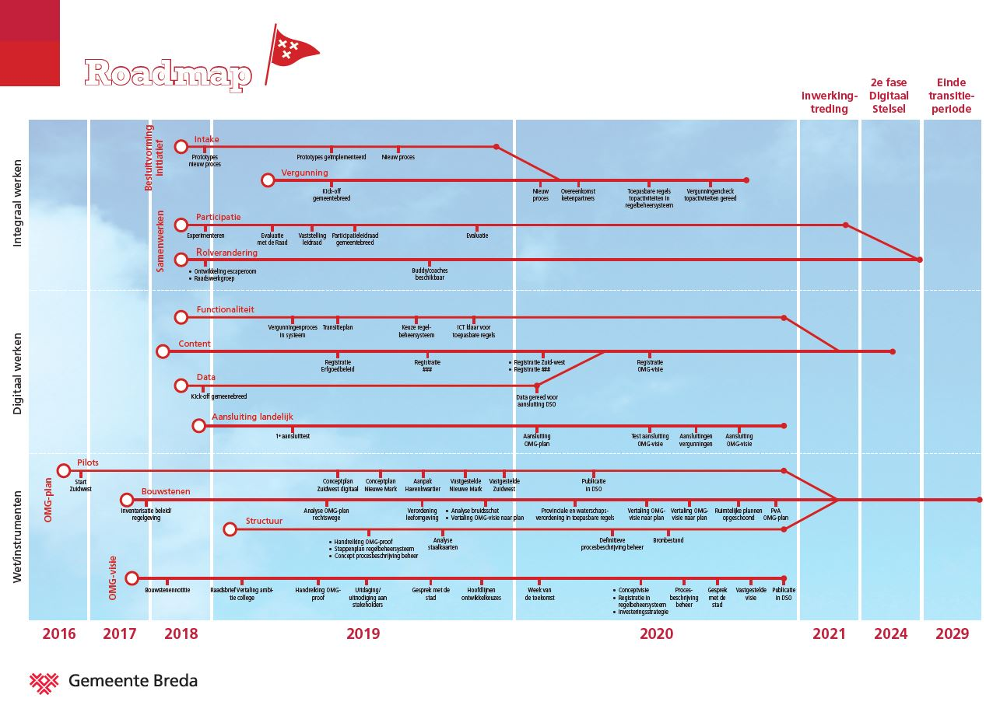 Roadmap
Inwerking-
treding
2e fase
Digitaal
Stelsel
Einde
transitie-
periode
Integraal werken
Besluitvorming
initiatief
Intake
Prototypes
nieuw proces
Prototypes geïmplementeerd
Nieuw proces
Vergunning
Kick-off
gemeentebreed
Nieuw
proces
Overeenkomst
ketenpartners
Toepasbare regels
topactiviteiten in
regelbeheersysteem
Vergunningencheck
topactiviteiten gereed
Samenwerken
Participatie
Experimenteren
Evaluatie
met de Raad
Vaststelling
leidraad
Participatieleidraad
gemeentebreed
Evaluatie
Rolverandering
• Ontwikkeling escaperoom
• Raadswerkgroep
Buddy/coaches
beschikbaar
Digitaal werken
Functionaliteit
Vergunningenproces
in systeem
Transitieplan
Keuze regel-
beheersysteem
ICT klaar voor
toepasbare regels
Content
Registratie
Erfgoedbeleid
Registratie
###
• Registratie Zuid-west
• Registratie ###
Registratie
OMG-visie
Data
Kick-off gemeenebreed
Data gereed voor
aansluiting DSO
Aansluiting landelijk
1e aansluittest
Aansluiting
OMG-plan
Test aansluiting
OMG-visie
Aansluitingen
vergunningen
Aansluiting
OMG-visie
Wet/instrumenten
OMG-plan
Pilots
Start
Zuidwest
Conceptplan
Zuidwest digitaal
Conceptplan
Nieuwe Mark
Aanpak
Havenkwartier
Vastgestelde
Nieuwe Mark
Vastgestelde
Zuidwest
Publicatie
in DSO
Bouwstenen
Inventarisatie beleid/
regelgeving
Analyse OMG-plan
rechtswege
Verordening
leefomgeving
• Analyse bruidsschat
• Vertaling OMG-visie naar plan
Provinciale en waterschaps-
verordening in toepasbare regels
Vertaling OMG-
visie naar plan
Vertaling OMG-
visie naar plan
Ruimtelijke plannen
opgeschoond
PvA
OMG-plan
Structuur
• Handreiking OMG-proof
• Stappenplan regelbeheersysteem
• Concept procesbeschrijving beheer
Analyse
staalkaarten
Definitieve
procesbeschrijving beheer
Bronbestand
OMG-visie
Bouwstenennotitie
Raadsbrief Vertaling ambi-
tie college
Handreiking OMG-
proof
Uitdaging/
uitnodiging aan
stakeholders
Gesprek met de
stad
Hoofdlijnen
ontwikkelkeuzes
Week van
de toekomst
• Conceptvisie
• Registratie in
regelbeheersysteem
• Investeringsstrategie
Proces-
beschrijving
beheer
Gesprek
met de
stad
Vastgestelde
visie
Publicatie
in DSO
2016
2017
2018
2019
2020
2021
2024
2029
Gemeente Breda